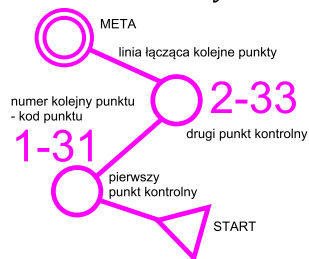 META
linia łącząca kolejne punkty
2-33
numer kolejny punktu
- kod punktu
drugi punkt kontrolny
1-31
pierwszy
punkt kontrolny
START